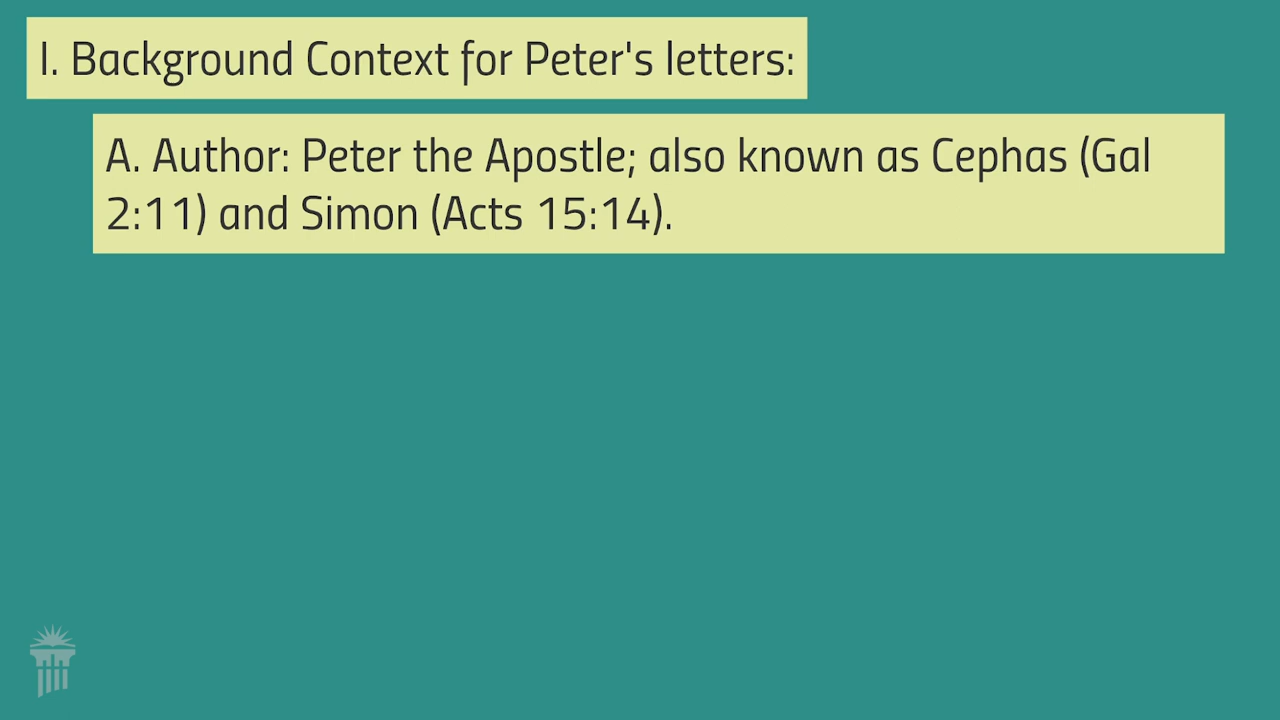 I. Background Context for Peter's letters:
A. Author: Peter the Apostle; also known as Cephas (Gal
2:11) and Simon (Acts 15:14).